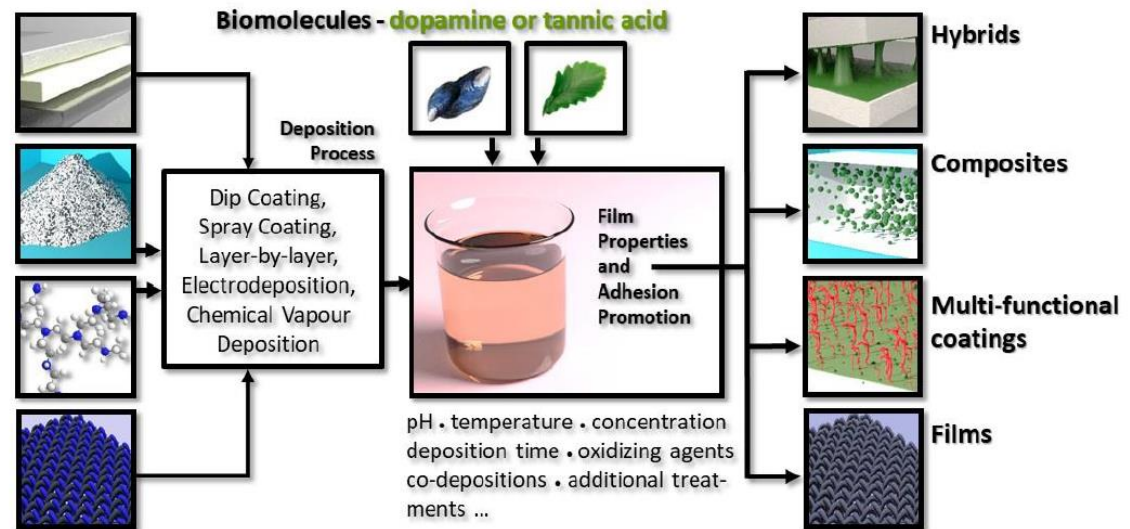 Biomolecules - dopamine or tannic acid
Deposition
Process
Dip Coating,
Spray Coating,
Layer-by-layer,
Electrodeposition,
Chemical Vapour
Deposition
Film
Properties
and
Adhesion
Promotion
pH • temperature • concentration
deposition time • oxidizing agents
co-depositions • additional treat-
ments ...
Hybrids
Composites
Multi-functional
coatings
Films